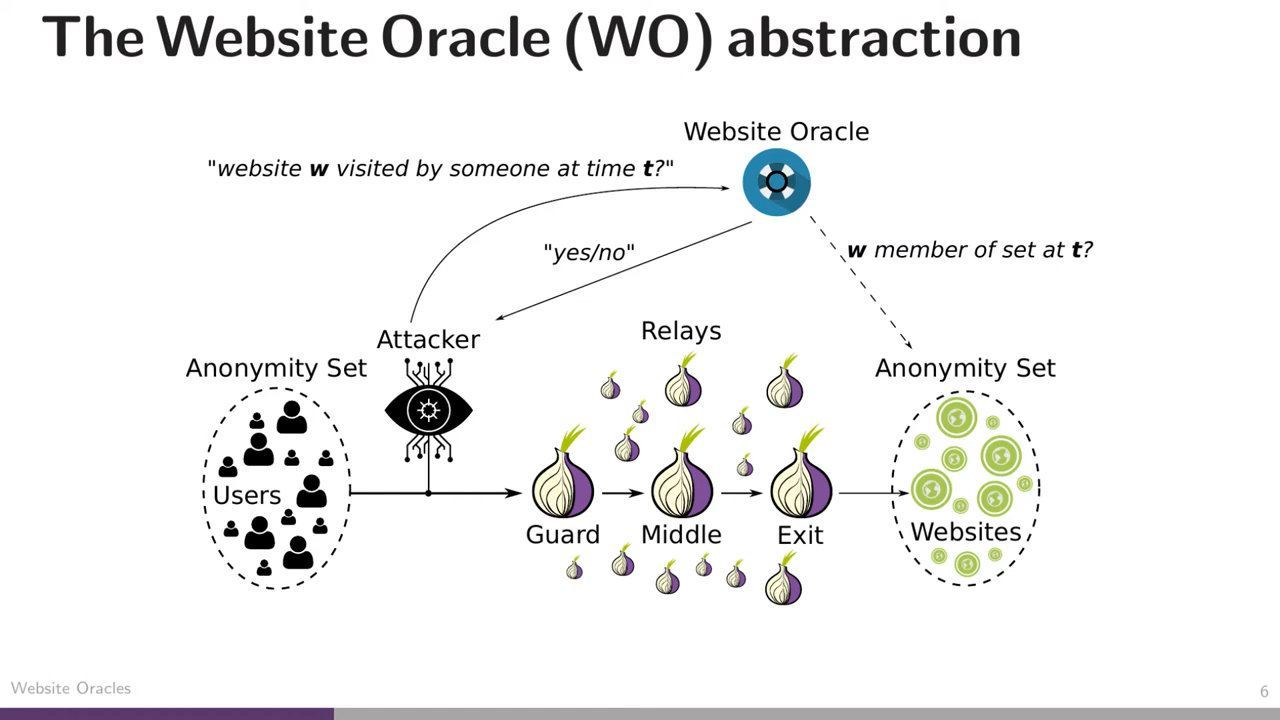 The Website Oracle (WO) abstraction
Website Oracle
"website w visited by someone at time t?"
"yes/no"
w member of set at t?
Attacker
Relays
Anonymity Set
Anonymity Set
Users
Websites
Guard
Middle
Exit
Website Oracles
6